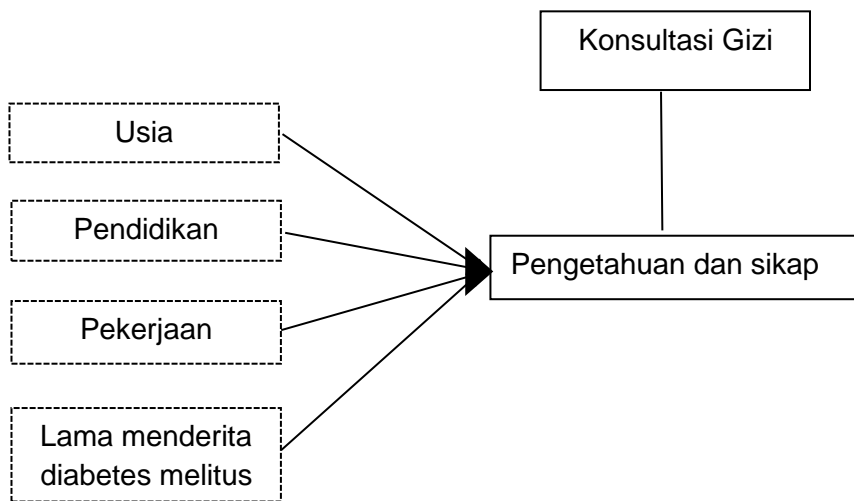 Konsultasi Gizi
Usia
Pendidikan
Pengetahuan dan sikap
Pekerjaan
Lama menderita
diabetes melitus